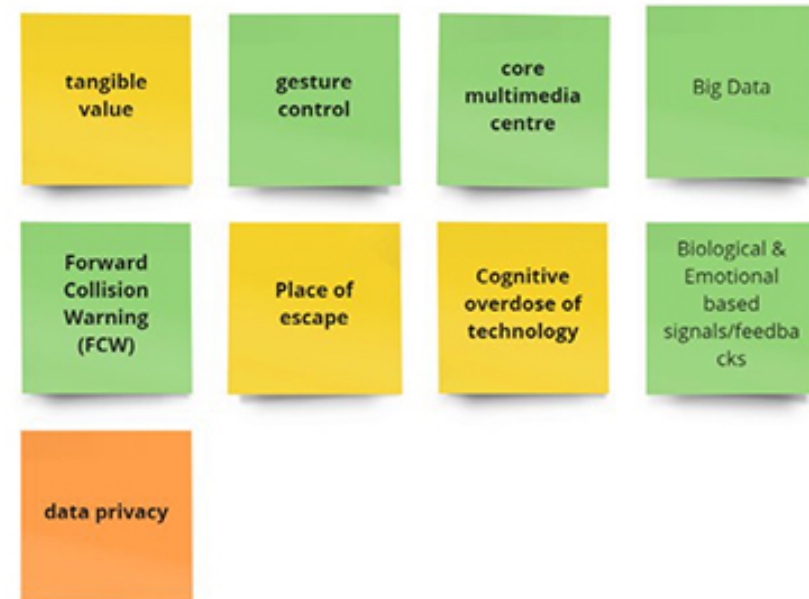 tangible
value
gesture
control
core
multimedia
centre
Big Data
Forward
Collision
Warning
(FCW)
Place of
escape
Cognitive
overdose of
technology
Biological &
Emotional
based
signals/feedba
cks
data privacy